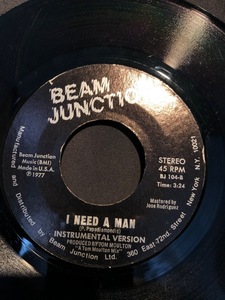 BEAM
JUNCTION
Beam Junction
Music (BMI)
Made in U.S.A.
℗ 1977
STEREO
45 RPM
BJ 104-B
Time: 3:24
Mastered by
Jose Rodriguez
I NEED A MAN
(P. Papadiamondis)
INSTRUMENTAL VERSION
PRODUCED BY TOM MOULTON
"A Tom Moulton Mix"
Manufactured and Distributed by Beam Junction Ltd. 360 East 72nd. Street New York N.Y. 10021